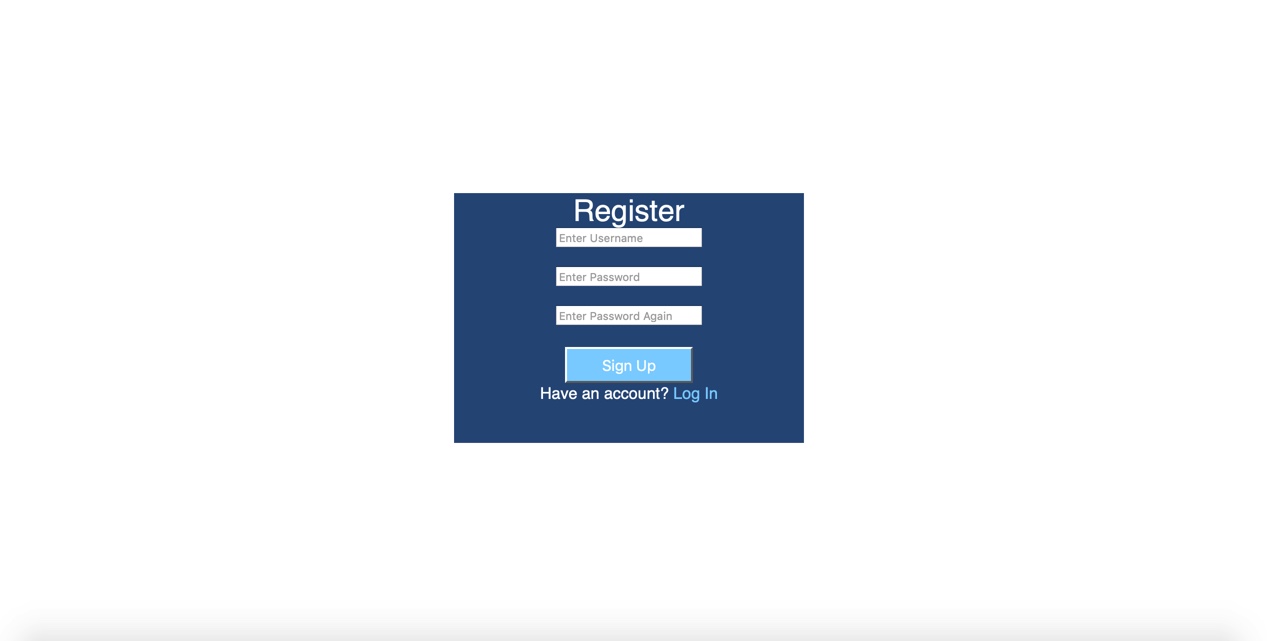 Register
Enter Username
Enter Password
Enter Password Again
Sign Up
Have an account? Log In